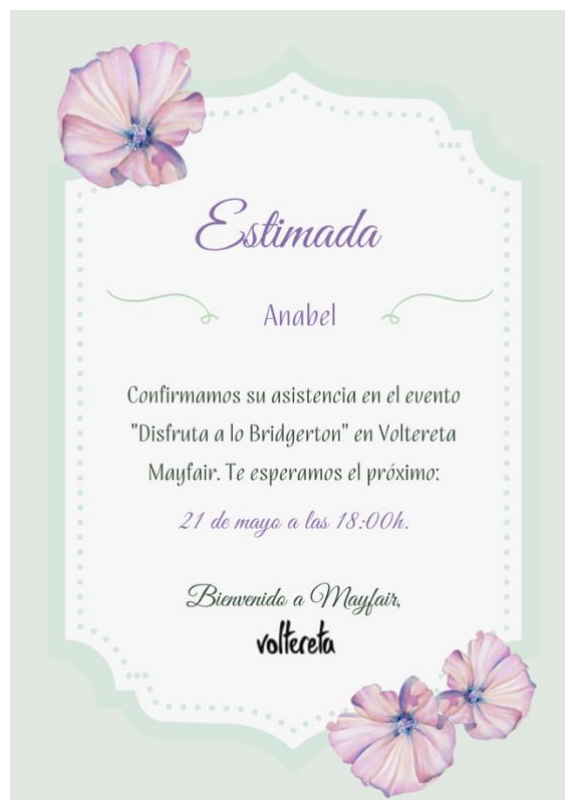 Estimada
Anabel
Confirmamos su asistencia en el evento
"Disfruta a lo Bridgerton" en Voltereta
Mayfair. Te esperamos el próximo:
21 de mayo a las 18:00h.
Bienvenido a Mayfair,
voltereta